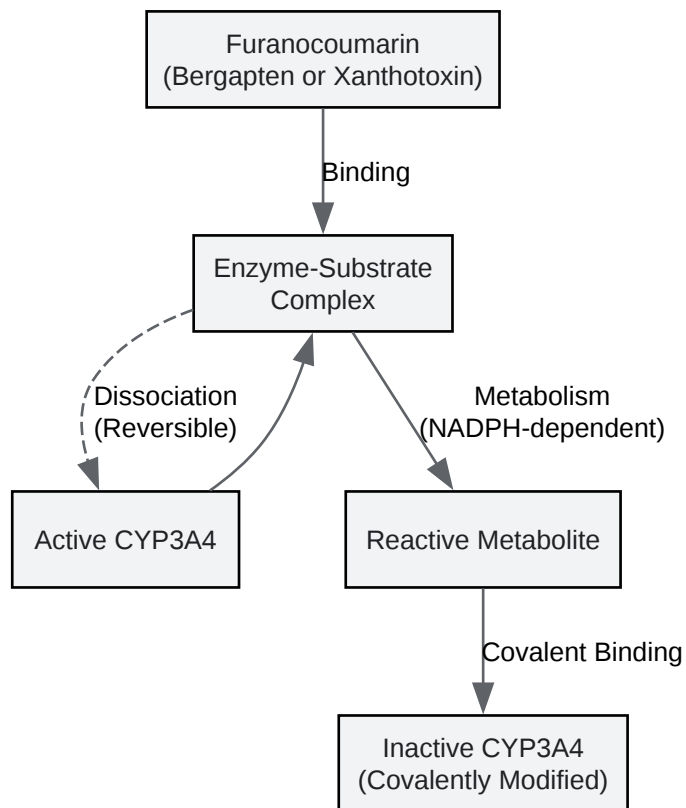 Furanocoumarin
(Bergapten or Xanthotoxin)
Binding
Enzyme-Substrate
Complex
Dissociation
(Reversible)
Metabolism
(NADPH-dependent)
Active CYP3A4
Reactive Metabolite
Covalent Binding
Inactive CYP3A4
(Covalently Modified)